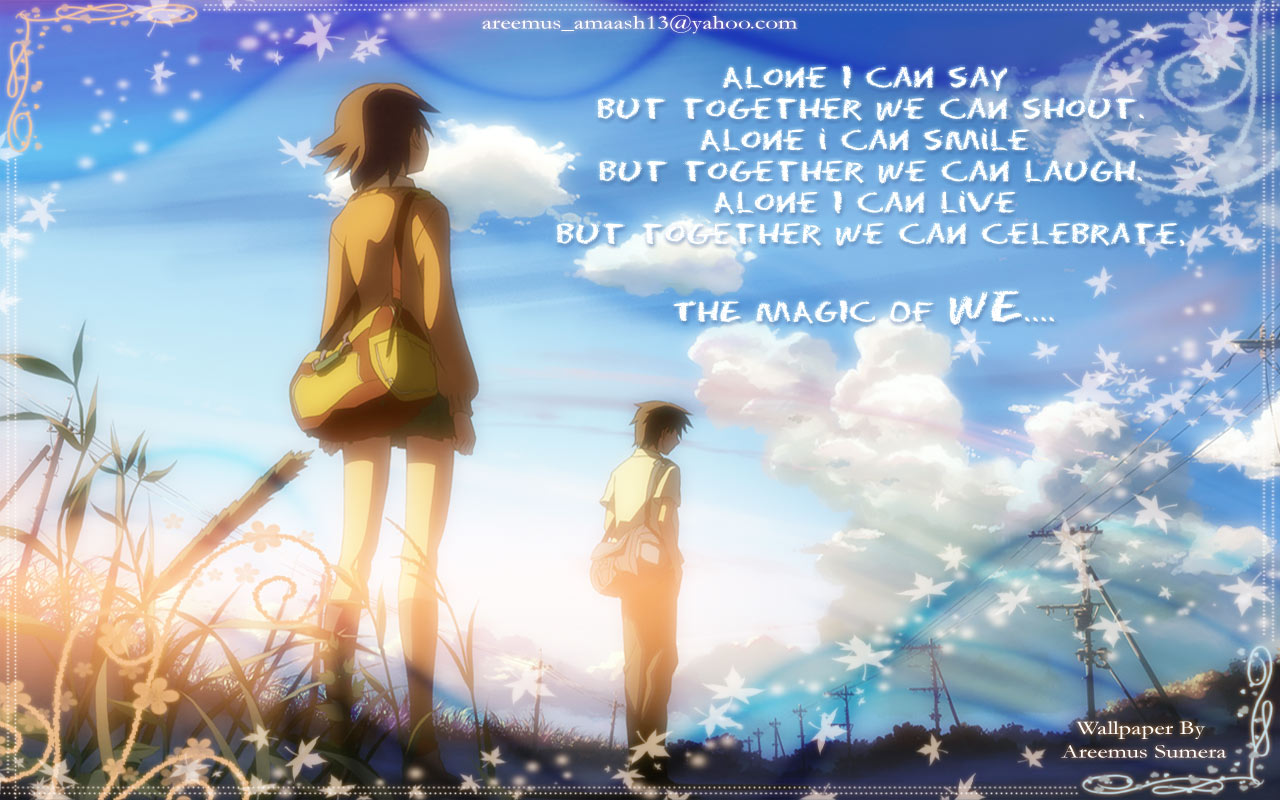 areemus_amaash13@yahoo.com
ALONE I CAN SAY
BUT TOGETHER WE CAN SHOUT.
ALONE i CAN SMiLE
BUT TOGETHER WE CAN LAUGH.
ALONE I CAN LiVE
BUT TOGETHER WE CAN CELEBRATE.
THE MAGIC OF WE....
Wallpaper By
Areemus Sumera